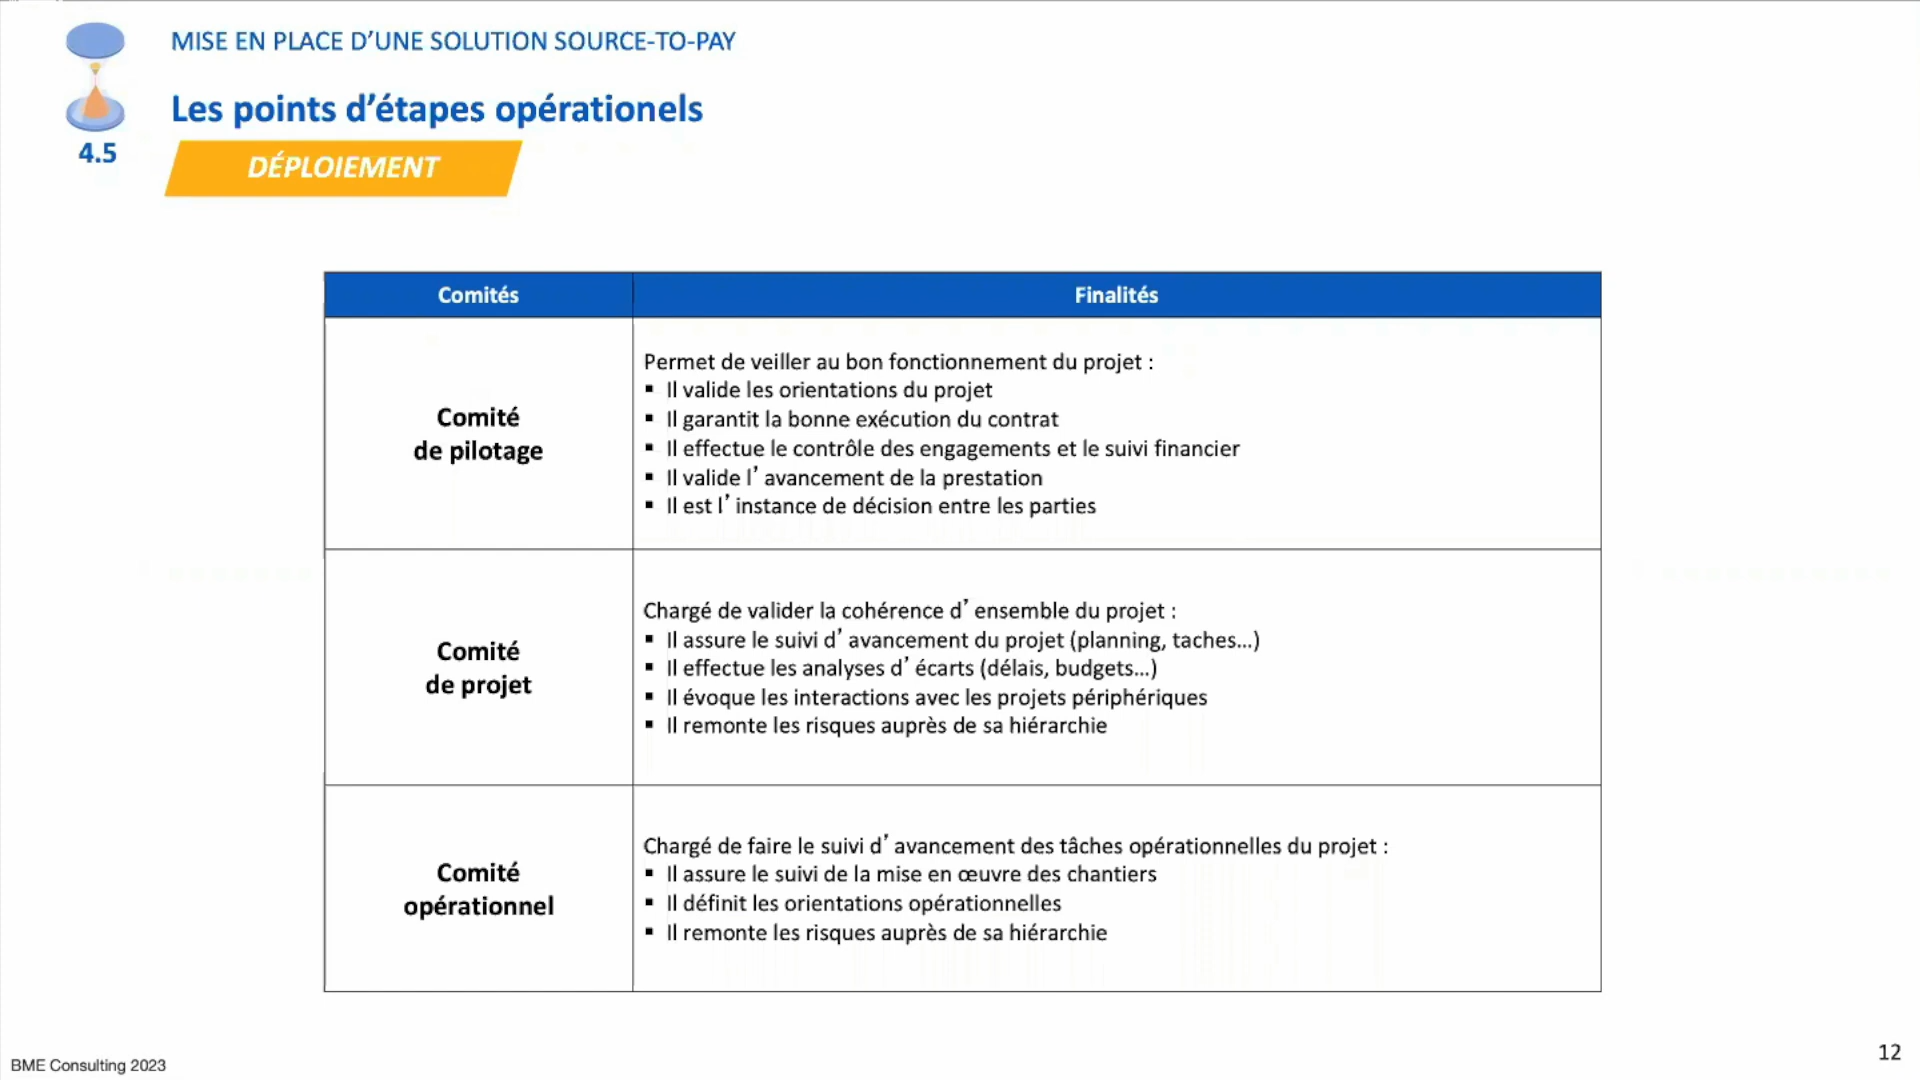 MISE EN PLACE D’UNE SOLUTION SOURCE-TO-PAY
Les points d’étapes opérationels
4.5
DÉPLOIEMENT
Comités
Finalités
Comité
de pilotage
Permet de veiller au bon fonctionnement du projet :
▪ Il valide les orientations du projet
▪ Il garantit la bonne exécution du contrat
▪ Il effectue le contrôle des engagements et le suivi financier
▪ Il valide l’ avancement de la prestation
▪ Il est l’ instance de décision entre les parties
Comité
de projet
Chargé de valider la cohérence d’ ensemble du projet :
▪ Il assure le suivi d’ avancement du projet (planning, taches…)
▪ Il effectue les analyses d’ écarts (délais, budgets…)
▪ Il évoque les interactions avec les projets périphériques
▪ Il remonte les risques auprès de sa hiérarchie
Comité
opérationnel
Chargé de faire le suivi d’ avancement des tâches opérationnelles du projet :
▪ Il assure le suivi de la mise en œuvre des chantiers
▪ Il définit les orientations opérationnelles
▪ Il remonte les risques auprès de sa hiérarchie
BME Consulting 2023
12